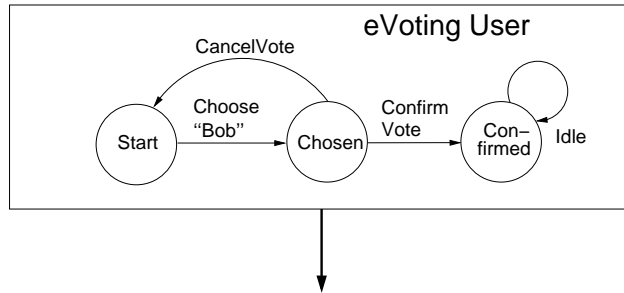 eVoting User
CancelVote
Choose
“Bob”
Confirm
Vote
Start
Chosen
Con−
firmed
Idle